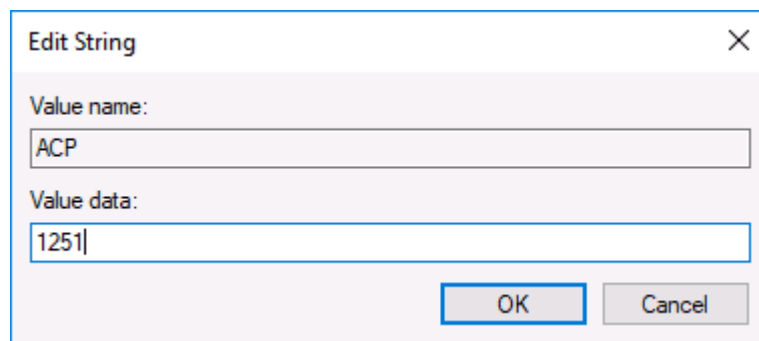 Edit String
Value name:
ACP
Value data:
1251
OK Cancel